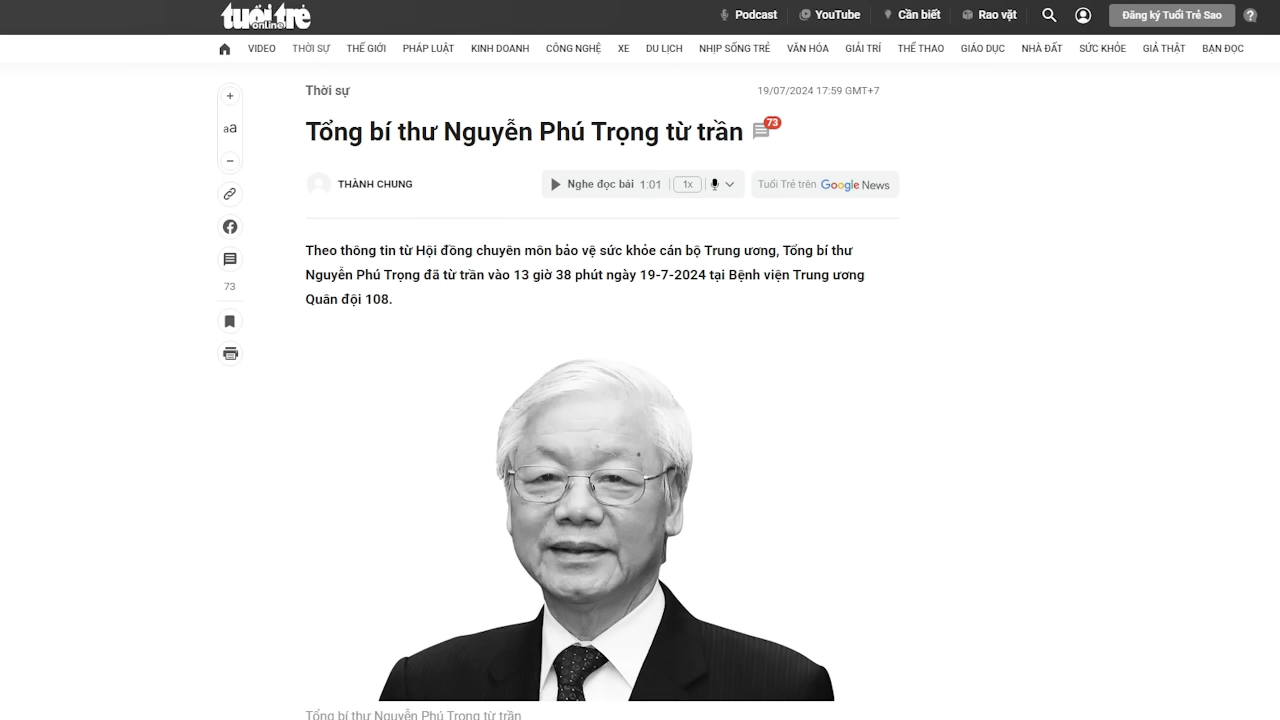 tuổi trẻ
online
Podcast
YouTube
Cần biết
Rao vặt
Đăng ký Tuổi Trẻ Sao
?
VIDEO THỜI SỰ THẾ GIỚI PHÁP LUẬT KINH DOANH CÔNG NGHỆ XE DU LỊCH NHỊP SỐNG TRẺ VĂN HÓA GIẢI TRÍ THỂ THAO GIÁO DỤC NHÀ ĐẤT SỨC KHỎE GIẢ THẬT BẠN ĐỌC
+
aa
−
73
Thời sự
19/07/2024 17:59 GMT+7
Tổng bí thư Nguyễn Phú Trọng từ trần
73
THÀNH CHUNG
Nghe đọc bài 1:01 1x
Tuổi Trẻ trên Google News
Theo thông tin từ Hội đồng chuyên môn bảo vệ sức khỏe cán bộ Trung ương, Tổng bí thư
Nguyễn Phú Trọng đã từ trần vào 13 giờ 38 phút ngày 19-7-2024 tại Bệnh viện Trung ương
Quân đội 108.
Tổng bí thư Nguyễn Phú Trọng từ trần